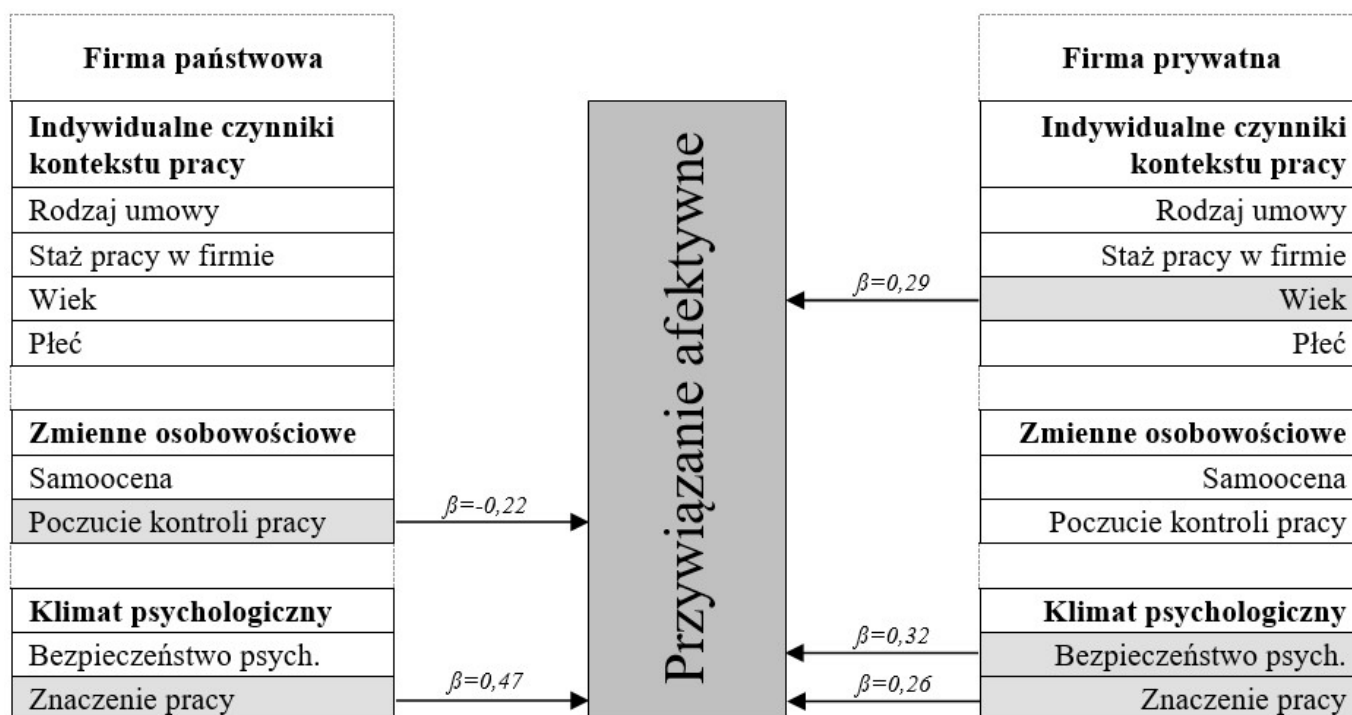 Firma państwowa
Indywidualne czynniki
kontekstu pracy
Rodzaj umowy
Staż pracy w firmie
Wiek
Płeć
Zmienne osobowościowe
Samoocena
Poczucie kontroli pracy
Klimat psychologiczny
Bezpieczeństwo psych.
Znaczenie pracy
β=-0,22
β=0,47
Przywiązanie afektywne
β=0,29
β=0,32
β=0,26
Firma prywatna
Indywidualne czynniki
kontekstu pracy
Rodzaj umowy
Staż pracy w firmie
Wiek
Płeć
Zmienne osobowościowe
Samoocena
Poczucie kontroli pracy
Klimat psychologiczny
Bezpieczeństwo psych.
Znaczenie pracy